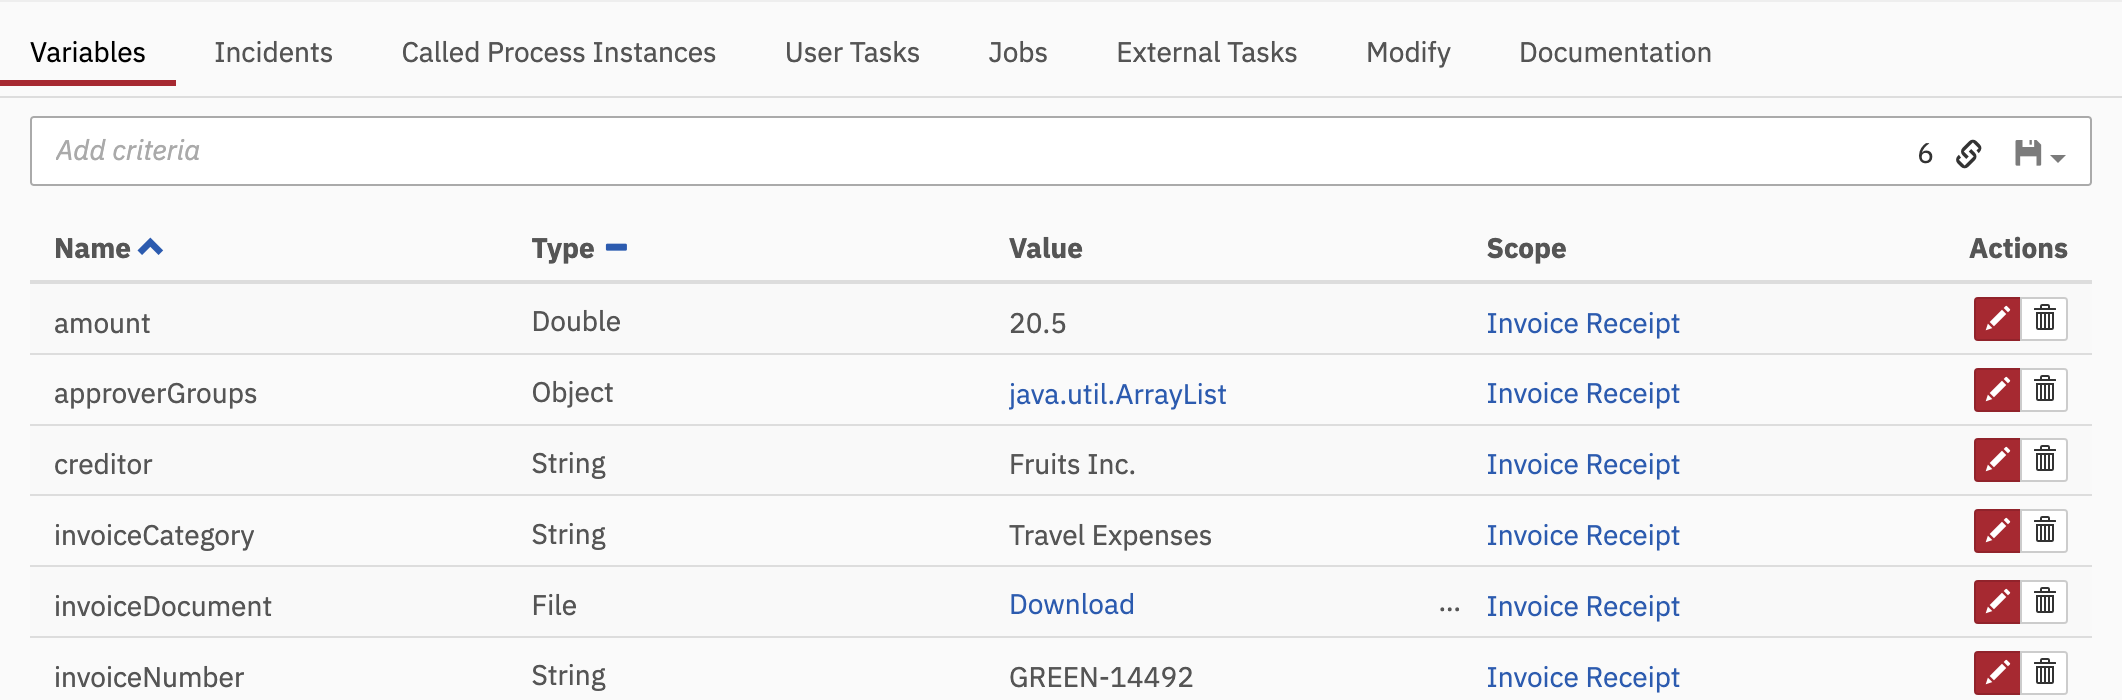 Variables Incidents Called Process Instances User Tasks Jobs External Tasks Modify Documentation
Add criteria 6
Name Type Value Scope Actions
amount Double 20.5 Invoice Receipt
approverGroups Object java.util.ArrayList Invoice Receipt
creditor String Fruits Inc. Invoice Receipt
invoiceCategory String Travel Expenses Invoice Receipt
invoiceDocument File Download ... Invoice Receipt
invoiceNumber String GREEN-14492 Invoice Receipt